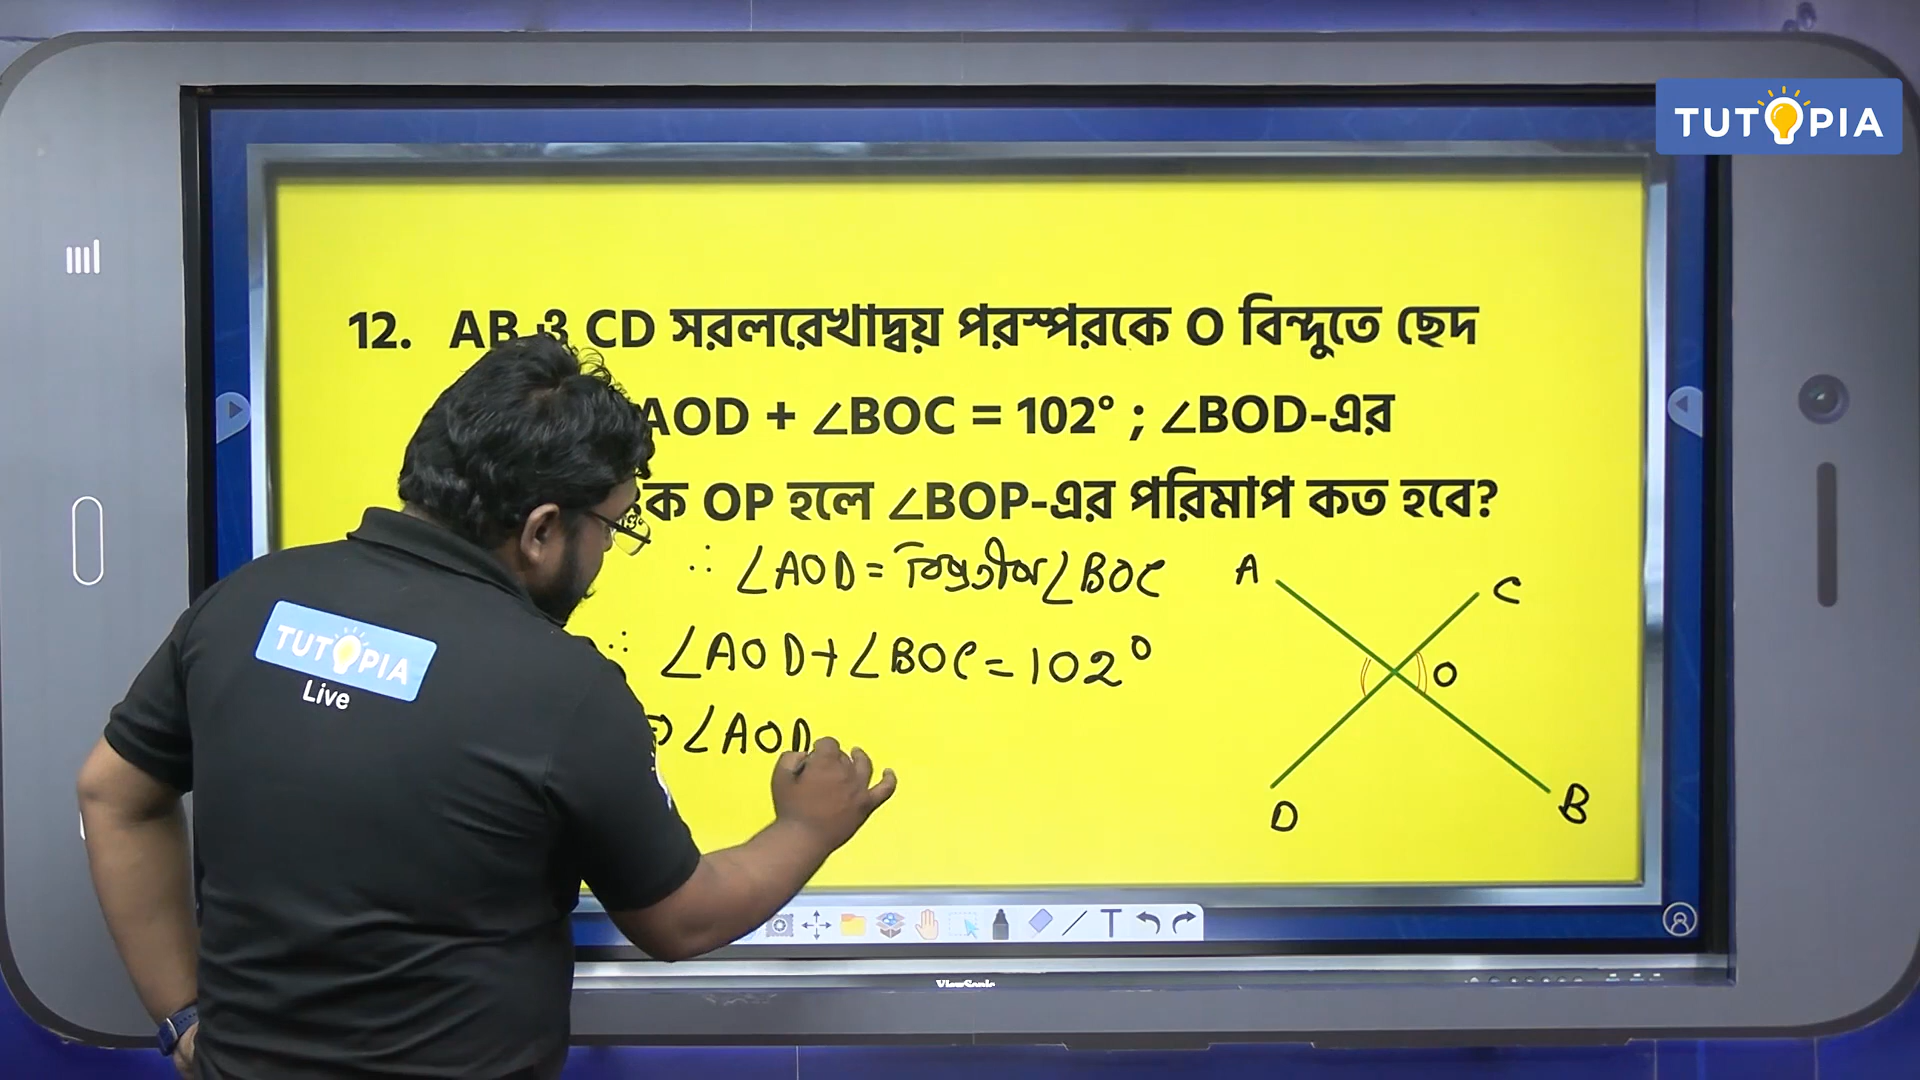 TUTOPIA
12. AB ও CD সরলরেখাদ্বয় পরস্পরকে O বিন্দুতে ছেদ
AOD + ∠BOC = 102° ; ∠BOD-এর
ক OP হলে ∠BOP-এর পরিমাপ কত হবে?
∴ ∠AOD = বিপ্রতীপ ∠BOC
∴ ∠AOD + ∠BOC = 102°
∠AOD
A
C
O
D
B
TUTOPIA
Live
ViewSonic